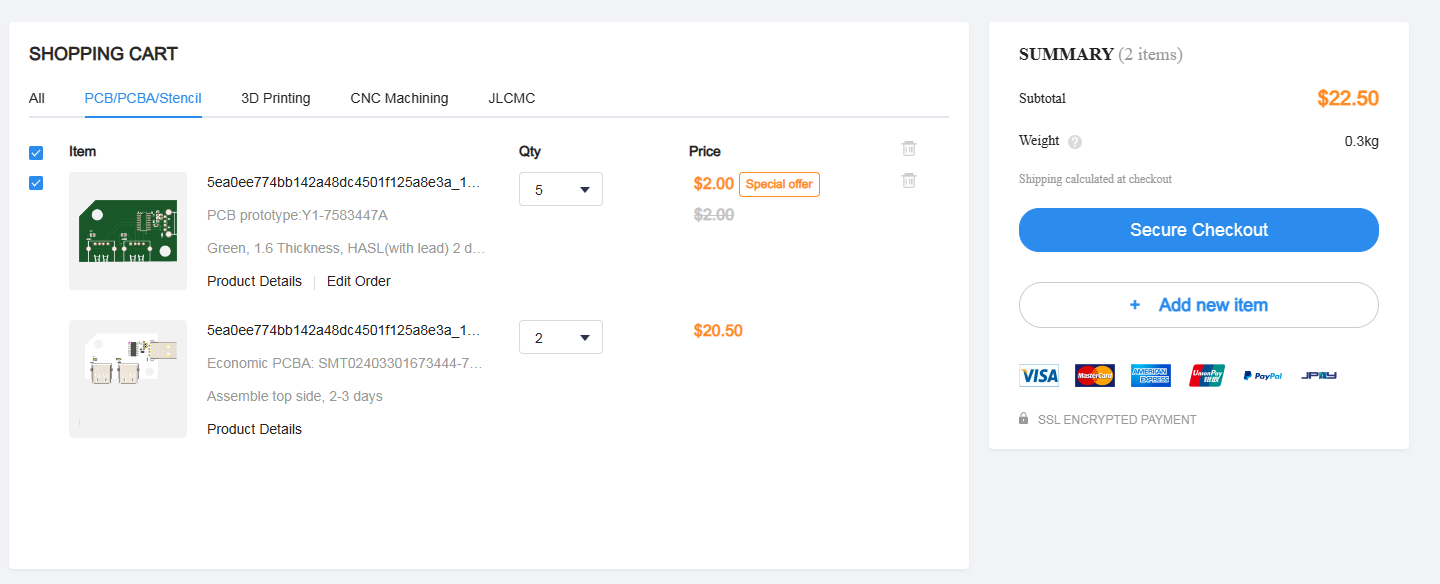 SHOPPING CART
All PCB/PCBA/Stencil 3D Printing CNC Machining JLCMC
Item Qty Price
5ea0ee774bb142a48dc4501f125a8e3a_1... 5 $2.00 Special offer
PCB prototype:Y1-7583447A $2.00
Green, 1.6 Thickness, HASL(with lead) 2 d...
Product Details Edit Order
5ea0ee774bb142a48dc4501f125a8e3a_1... 2 $20.50
Economic PCBA: SMT02403301673444-7...
Assemble top side, 2-3 days
Product Details
SUMMARY (2 items)
Subtotal $22.50
Weight ? 0.3kg
Shipping calculated at checkout
Secure Checkout
+ Add new item
VISA MasterCard AMERICAN EXPRESS UnionPay PayPal
SSL ENCRYPTED PAYMENT